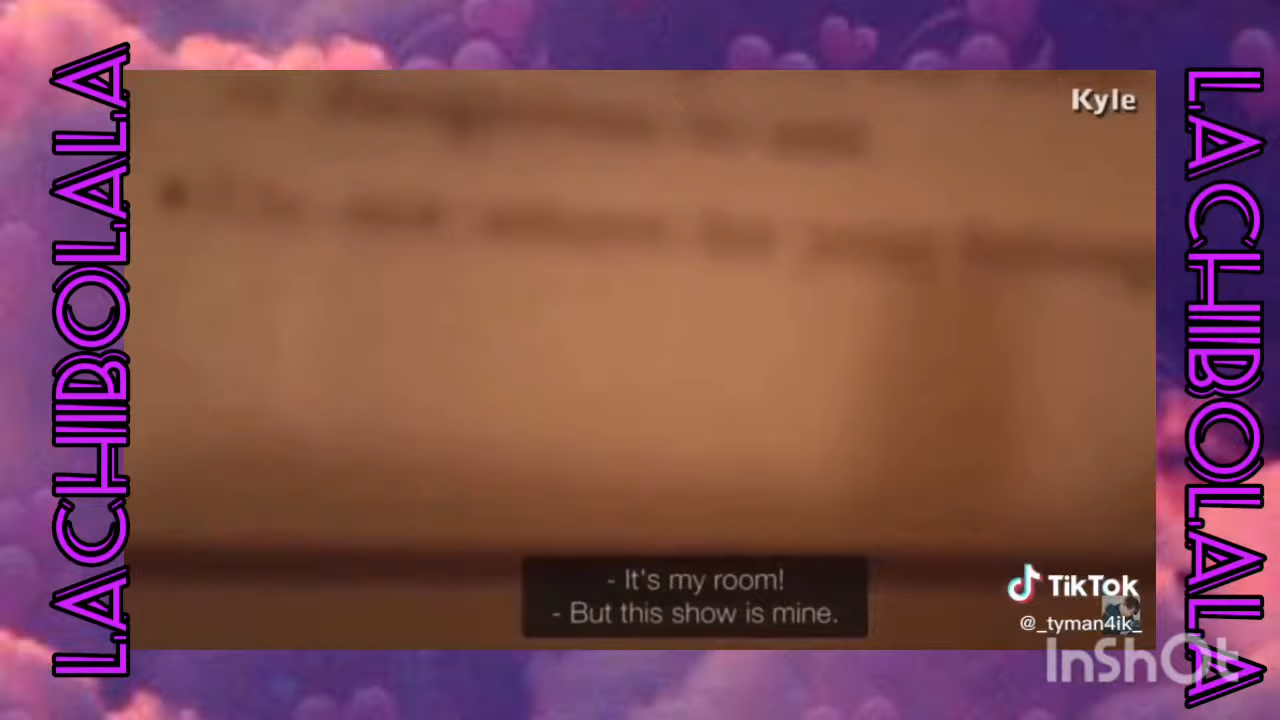 LACHIBOLALA
Kyle
- It's my room!
- But this show is mine.
TikTok
@_tyman4ik_
InShOt
LACHIBOLALA